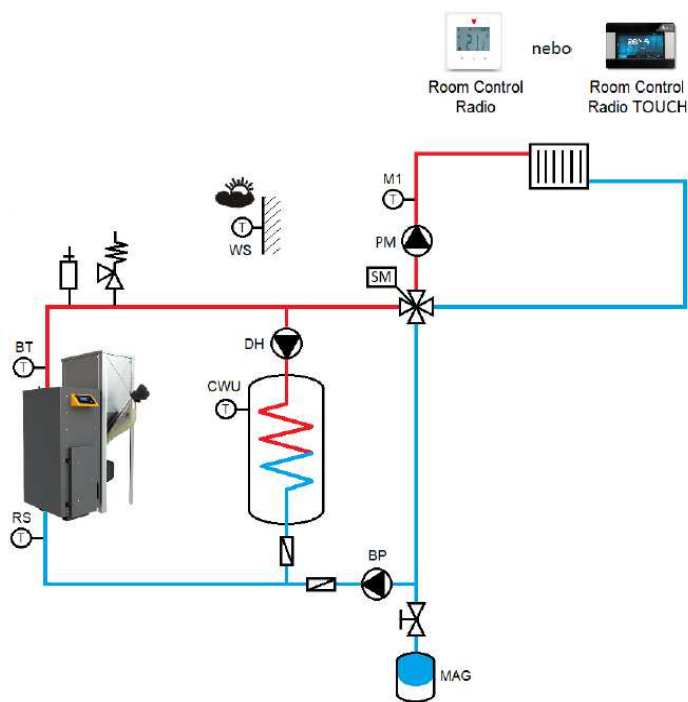 nebo
Room Control
Radio
Room Control
Radio TOUCH
M1
T
T
WS
PM
SM
BT
T
DH
CWU
T
RS
T
BP
MAG